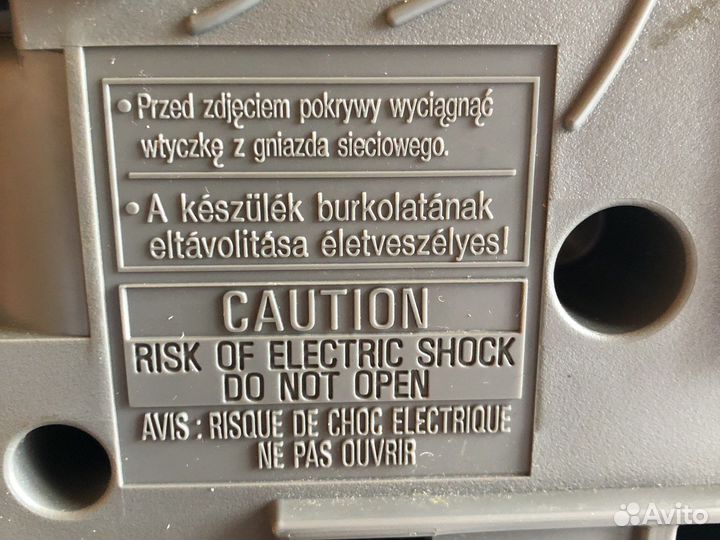 • Przed zdjęciem pokrywy wyciągnąć
wtyczkę z gniazda sieciowego.
• A készülék burkolatának
eltávolitása életveszélyes!
CAUTION
RISK OF ELECTRIC SHOCK
DO NOT OPEN
AVIS : RISQUE DE CHOC ELECTRIQUE
NE PAS OUVRIR
Avito